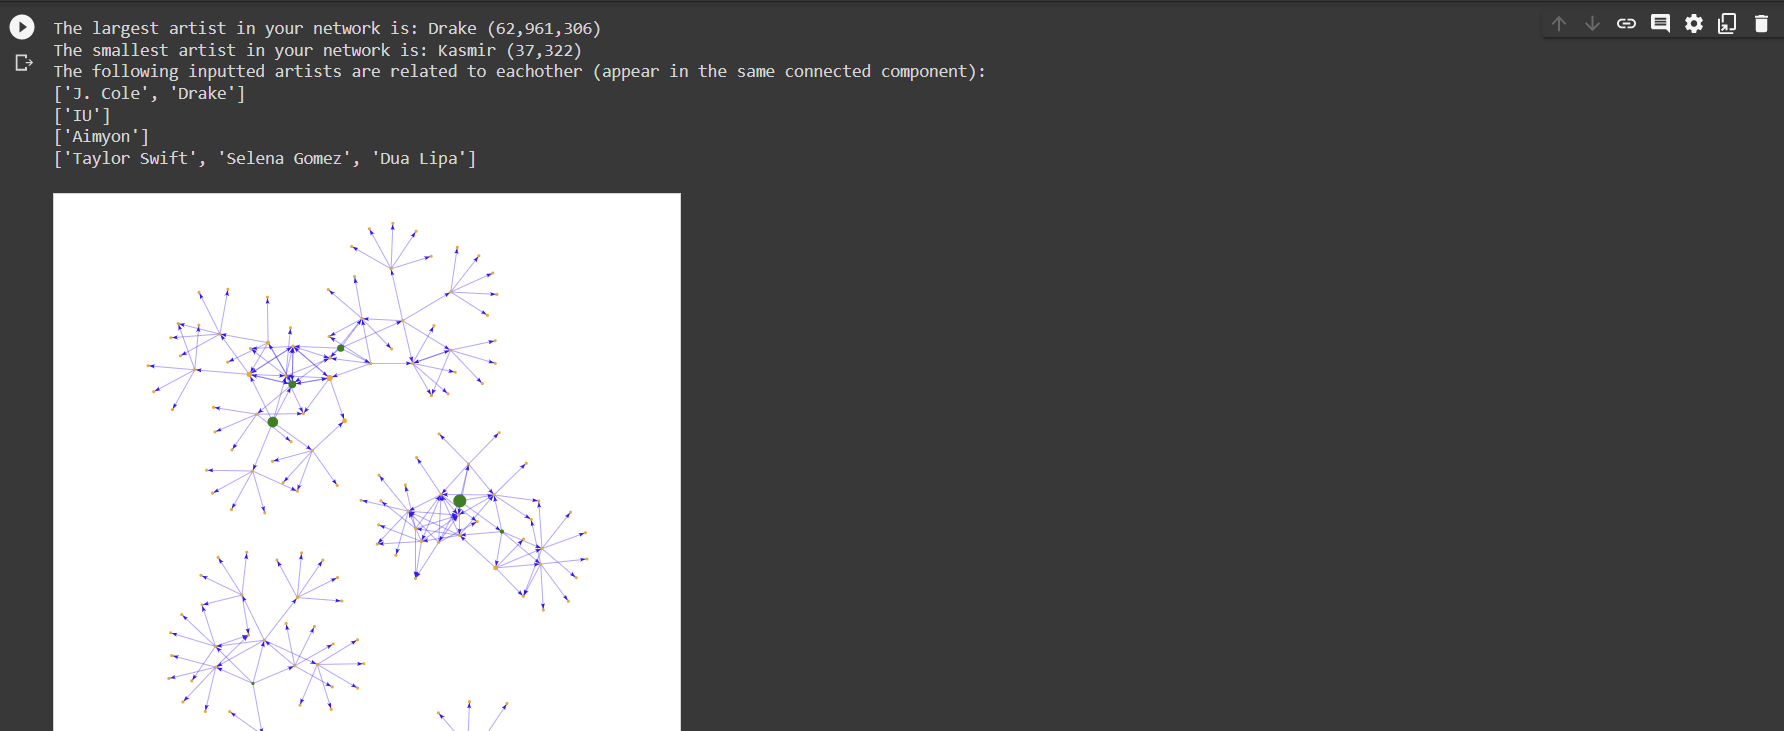 The largest artist in your network is: Drake (62,961,306)
The smallest artist in your network is: Kasmir (37,322)
The following inputted artists are related to eachother (appear in the same connected component):
['J. Cole', 'Drake']
['IU']
['Aimyon']
['Taylor Swift', 'Selena Gomez', 'Dua Lipa']